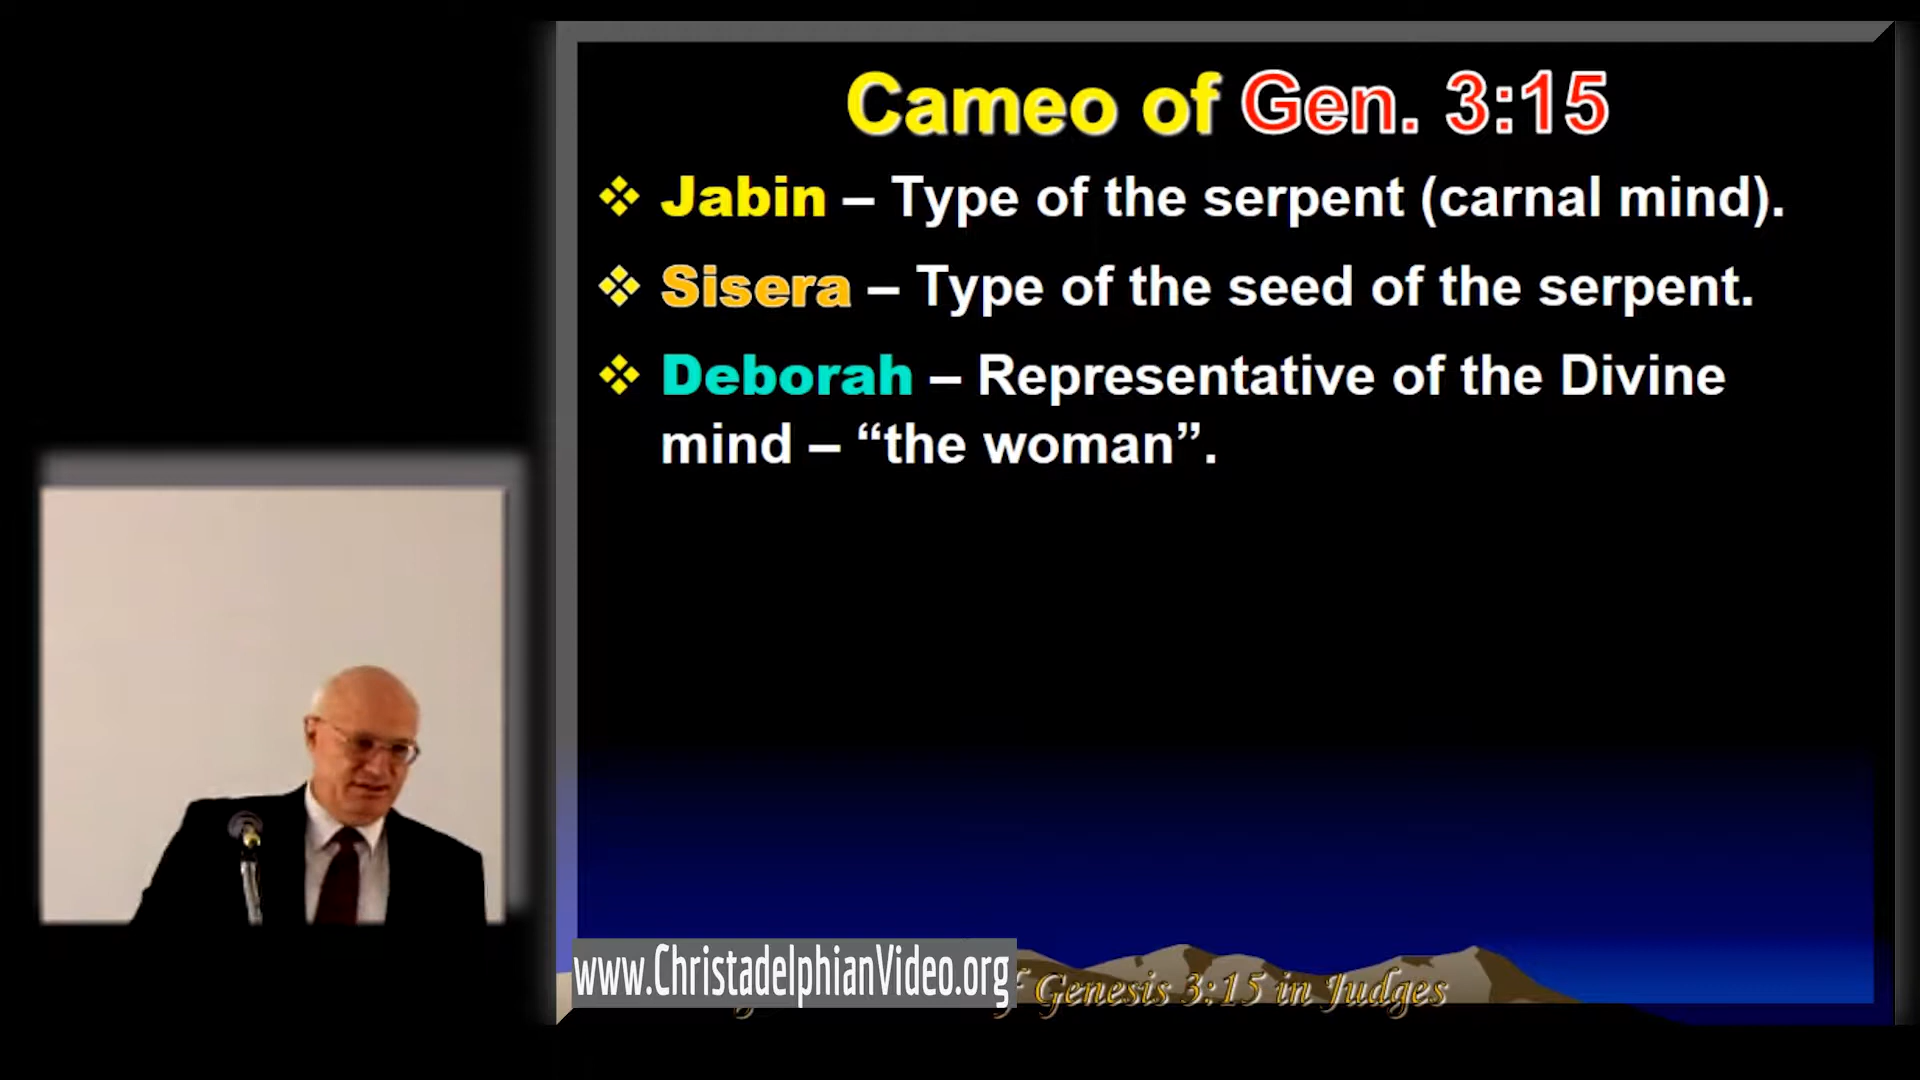 Cameo of Gen. 3:15
❖ Jabin – Type of the serpent (carnal mind).
❖ Sisera – Type of the seed of the serpent.
❖ Deborah – Representative of the Divine
mind – “the woman”.
www.ChristadelphianVideo.org
Genesis 3:15 in Judges